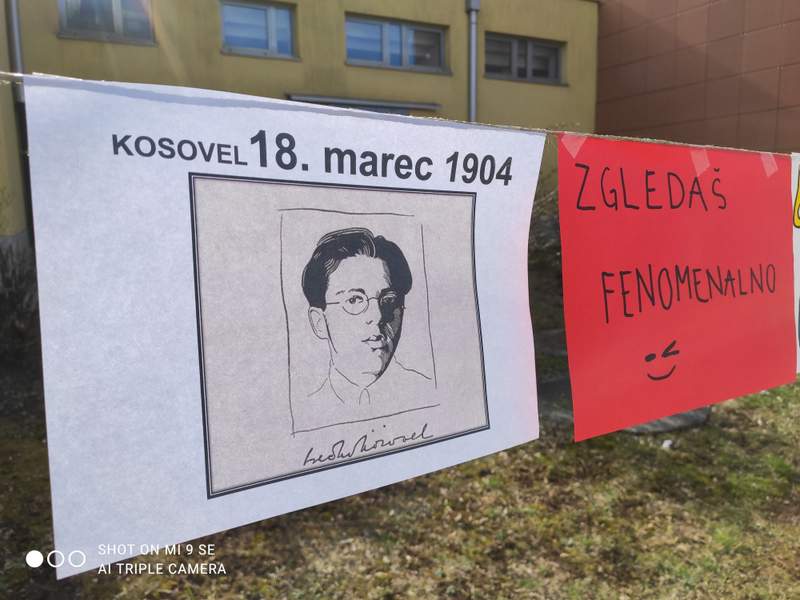 KOSOVEL 18. marec 1904
Srečko Kosovel
ZGLEDAŠ
FENOMENALNO
SHOT ON MI 9 SE
AI TRIPLE CAMERA